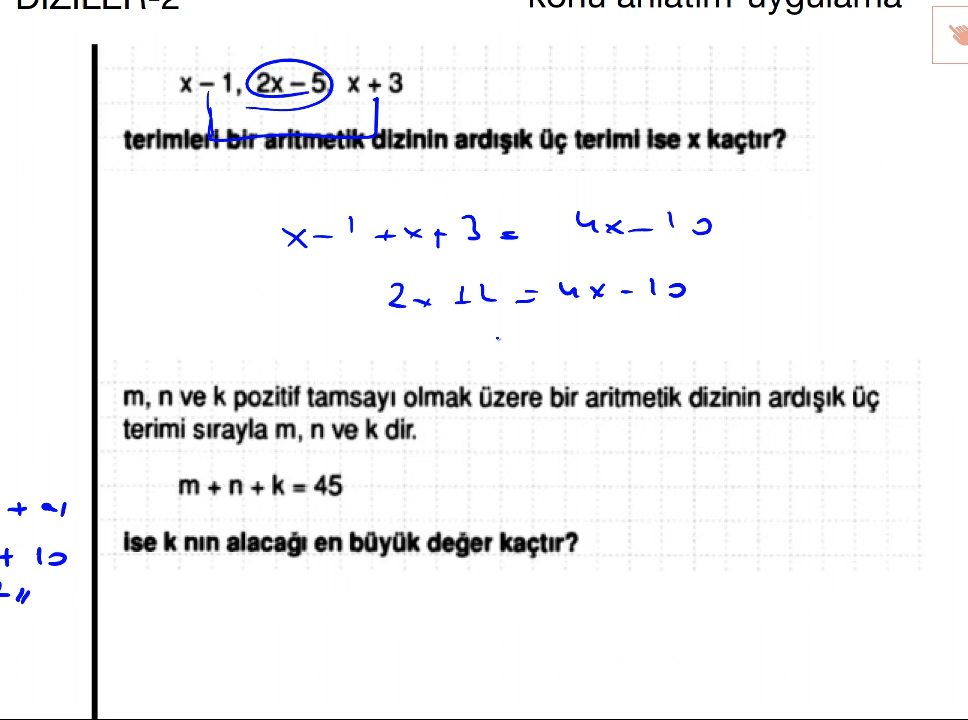 DİZİLER-2
konu anlatım-uygulama
x – 1, 2x – 5, x + 3
terimleri bir aritmetik dizinin ardışık üç terimi ise x kaçtır?
x – 1 + x + 3 = 4x – 10
2x + 2 = 4x – 10
m, n ve k pozitif tamsayı olmak üzere bir aritmetik dizinin ardışık üç
terimi sırayla m, n ve k dir.
m + n + k = 45
ise k nın alacağı en büyük değer kaçtır?
+ 10